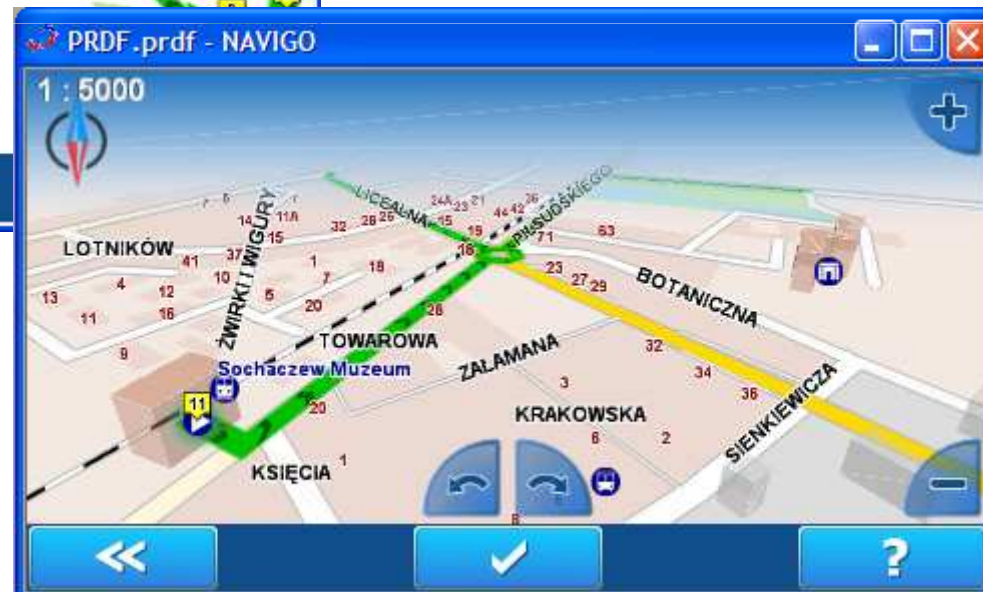 PRDF.prdf - NAVIGO
1 : 5000
LICEALNA
PIŁSUDSKIEGO
24A 23 21
44 42 36
7 6
14 11A
32 28 26 15
19
71 63
LOTNIKÓW
ŻWIRKI I WIGURY
15
18
41 37
1
18
10 7
23 27 29
BOTANICZNA
4 12 5
13
20
28
11 16
TOWAROWA
ZAŁAMANA
32
9
Sochaczew Muzeum
34
3
36
11
20
KRAKOWSKA
SIENKIEWICZA
6 2
KSIĘCIA
1
8
?